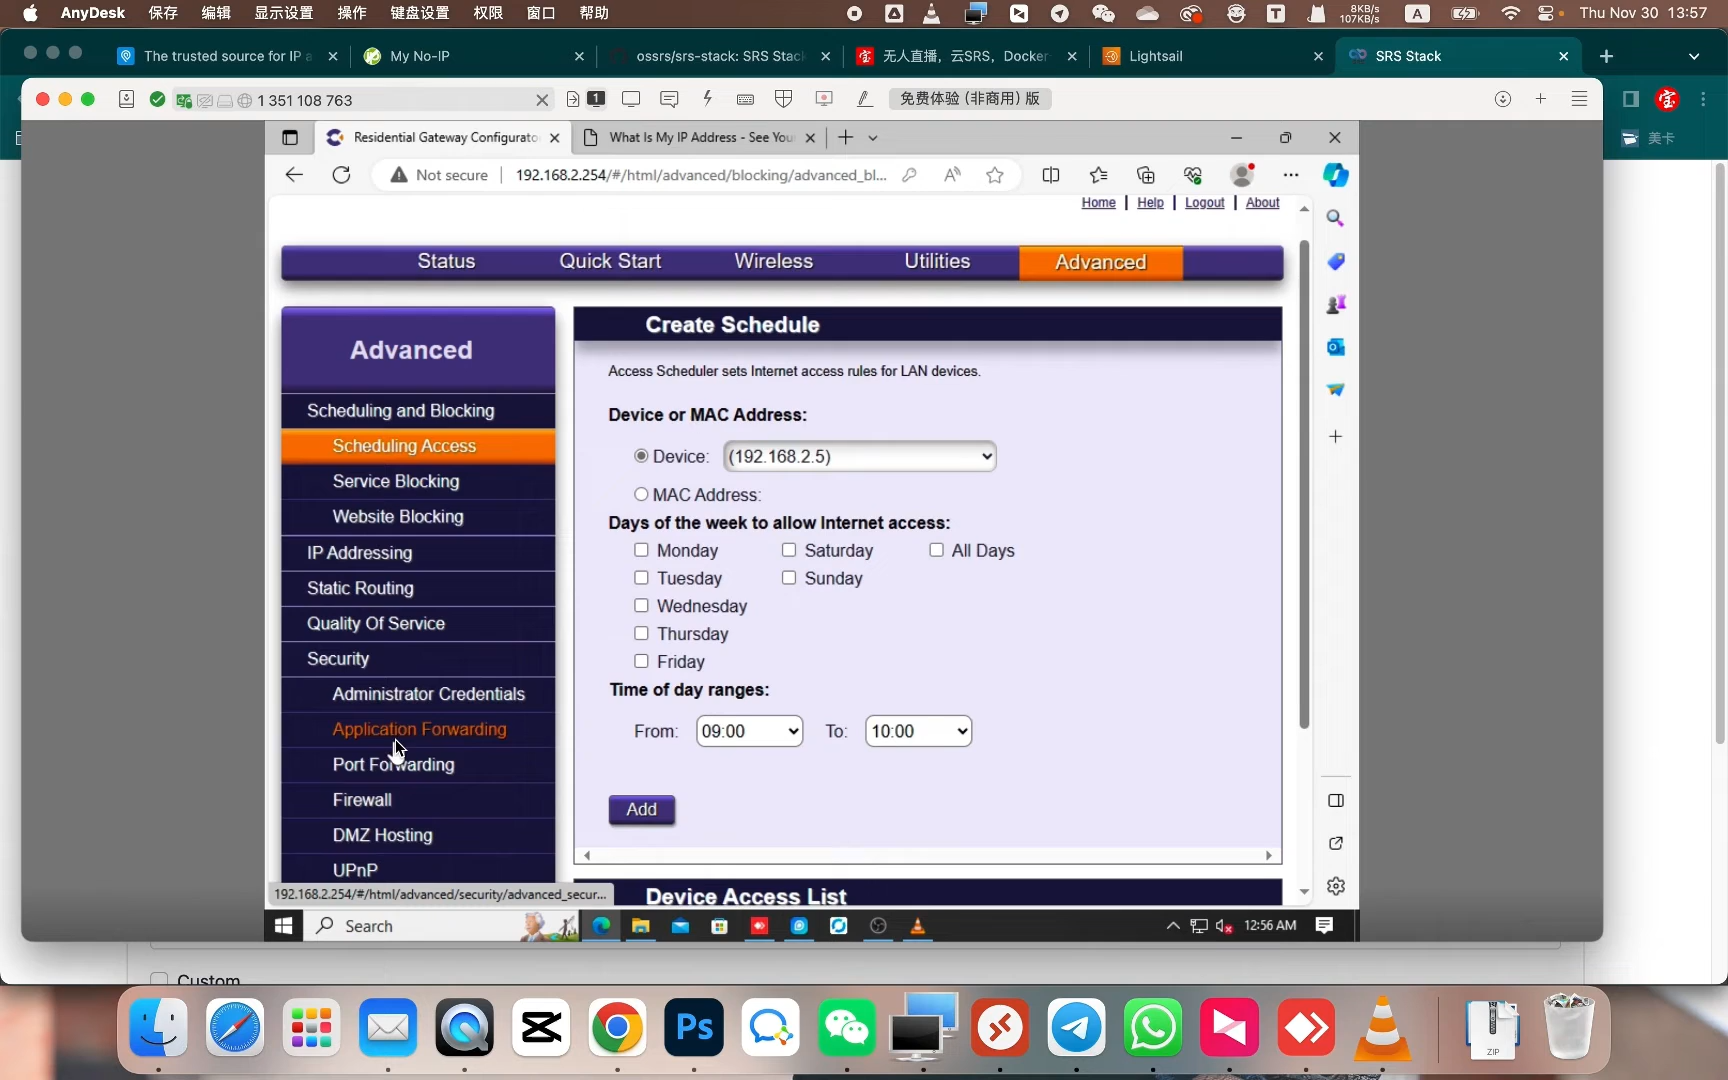 AnyDesk 保存 编辑 显示设置 操作 键盘设置 权限 窗口 帮助 8KB/s 107KB/s A Thu Nov 30 13:57
The trusted source for IP a My No-IP ossrs/srs-stack: SRS Stack 无人直播，云SRS，Docker Lightsail SRS Stack
1 351 108 763 1 免费体验 (非商用) 版
美卡
Residential Gateway Configurato What Is My IP Address - See You
Not secure 192.168.2.254/#/html/advanced/blocking/advanced_bl...
Home | Help | Logout | About
Status Quick Start Wireless Utilities Advanced
Advanced
Scheduling and Blocking
Scheduling Access
Service Blocking
Website Blocking
IP Addressing
Static Routing
Quality Of Service
Security
Administrator Credentials
Application Forwarding
Port Forwarding
Firewall
DMZ Hosting
UPnP
192.168.2.254/#/html/advanced/security/advanced_secur...
Create Schedule
Access Scheduler sets Internet access rules for LAN devices.
Device or MAC Address:
Device: (192.168.2.5)
MAC Address:
Days of the week to allow Internet access:
Monday Saturday All Days
Tuesday Sunday
Wednesday
Thursday
Friday
Time of day ranges:
From: 09:00 To: 10:00
Add
Device Access List
Search 12:56 AM
Custom
Ps
ZIP